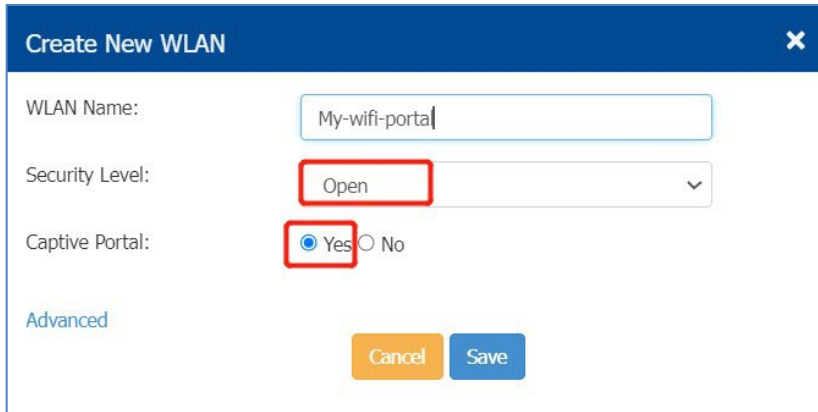 Create New WLAN
WLAN Name: My-wifi-portal
Security Level: Open
Captive Portal: Yes No
Advanced
Cancel Save